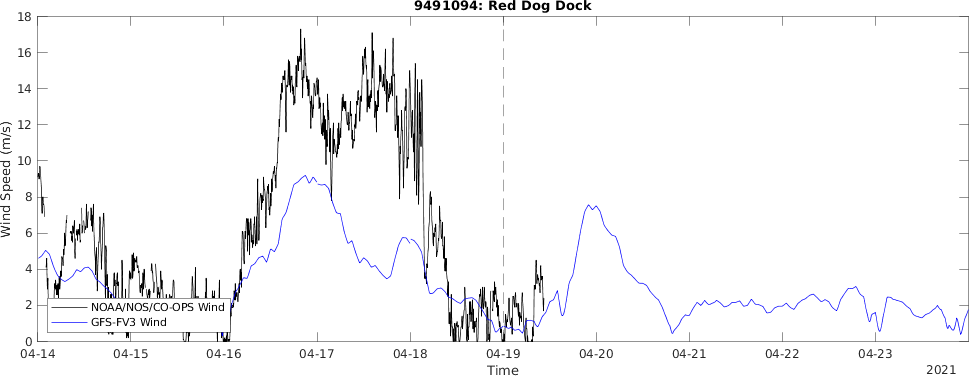 9491094: Red Dog Dock
Wind Speed (m/s)
18
16
14
12
10
8
6
4
2
0
NOAA/NOS/CO-OPS Wind
GFS-FV3 Wind
04-14 04-15 04-16 04-17 04-18 04-19 04-20 04-21 04-22 04-23
Time
2021